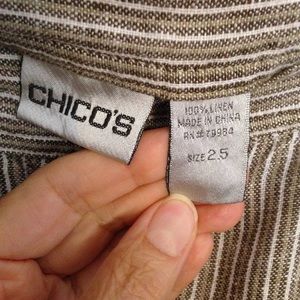 CHICO'S
100% LINEN
MADE IN CHINA
RN# 79984
SIZE 2.5